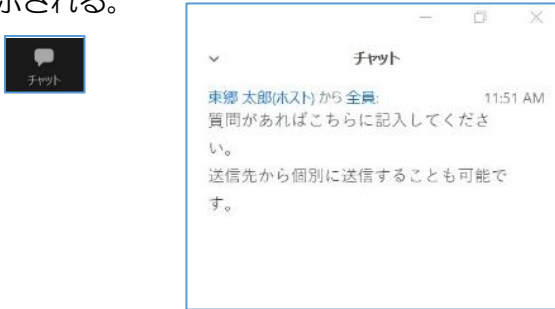 示される。
チャット
チャット
東郷 太郎(ホスト) から 全員: 11:51 AM
質問があればこちらに記入してくださ
い。
送信先から個別に送信することも可能で
す。